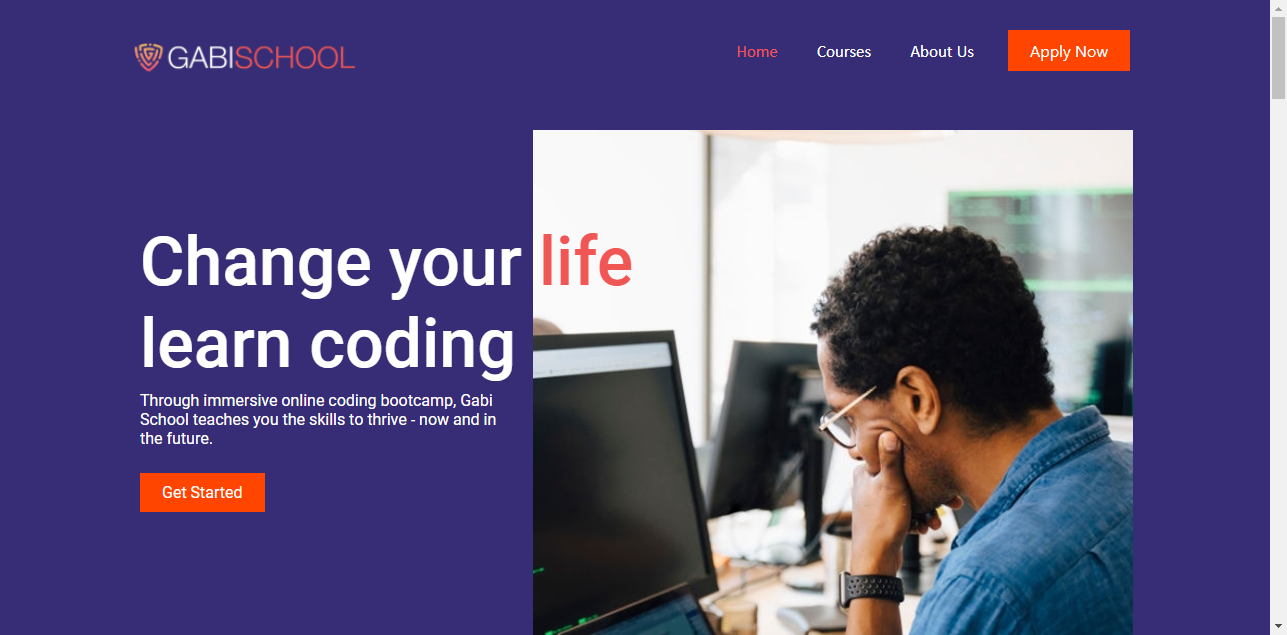 GABISCHOOL
Home
Courses
About Us
Apply Now
Change your life
learn coding
Through immersive online coding bootcamp, Gabi
School teaches you the skills to thrive - now and in
the future.
Get Started